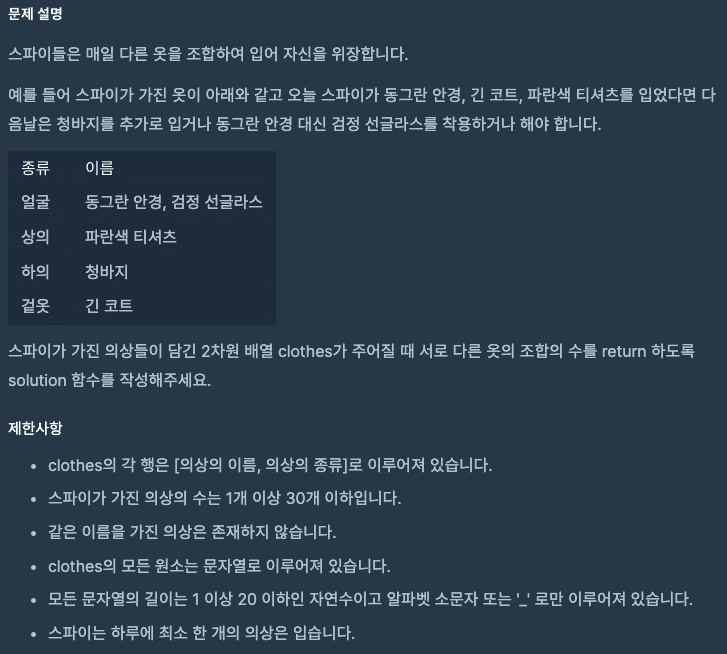 문제 설명
스파이들은 매일 다른 옷을 조합하여 입어 자신을 위장합니다.
예를 들어 스파이가 가진 옷이 아래와 같고 오늘 스파이가 동그란 안경, 긴 코트, 파란색 티셔츠를 입었다면 다
음날은 청바지를 추가로 입거나 동그란 안경 대신 검정 선글라스를 착용하거나 해야 합니다.
종류 이름
얼굴 동그란 안경, 검정 선글라스
상의 파란색 티셔츠
하의 청바지
겉옷 긴 코트
스파이가 가진 의상들이 담긴 2차원 배열 clothes가 주어질 때 서로 다른 옷의 조합의 수를 return 하도록
solution 함수를 작성해주세요.
제한사항
• clothes의 각 행은 [의상의 이름, 의상의 종류]로 이루어져 있습니다.
• 스파이가 가진 의상의 수는 1개 이상 30개 이하입니다.
• 같은 이름을 가진 의상은 존재하지 않습니다.
• clothes의 모든 원소는 문자열로 이루어져 있습니다.
• 모든 문자열의 길이는 1 이상 20 이하인 자연수이고 알파벳 소문자 또는 '_' 로만 이루어져 있습니다.
• 스파이는 하루에 최소 한 개의 의상은 입습니다.